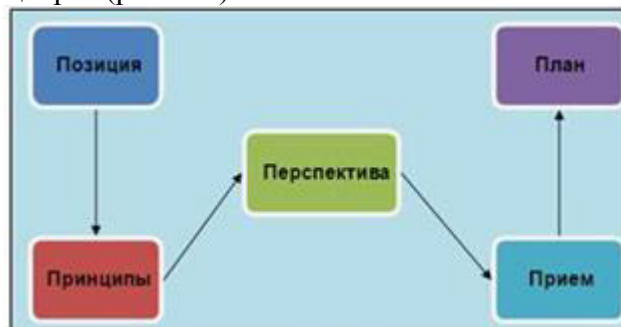 Позиция
План
Перспектива
Принципы
Прием